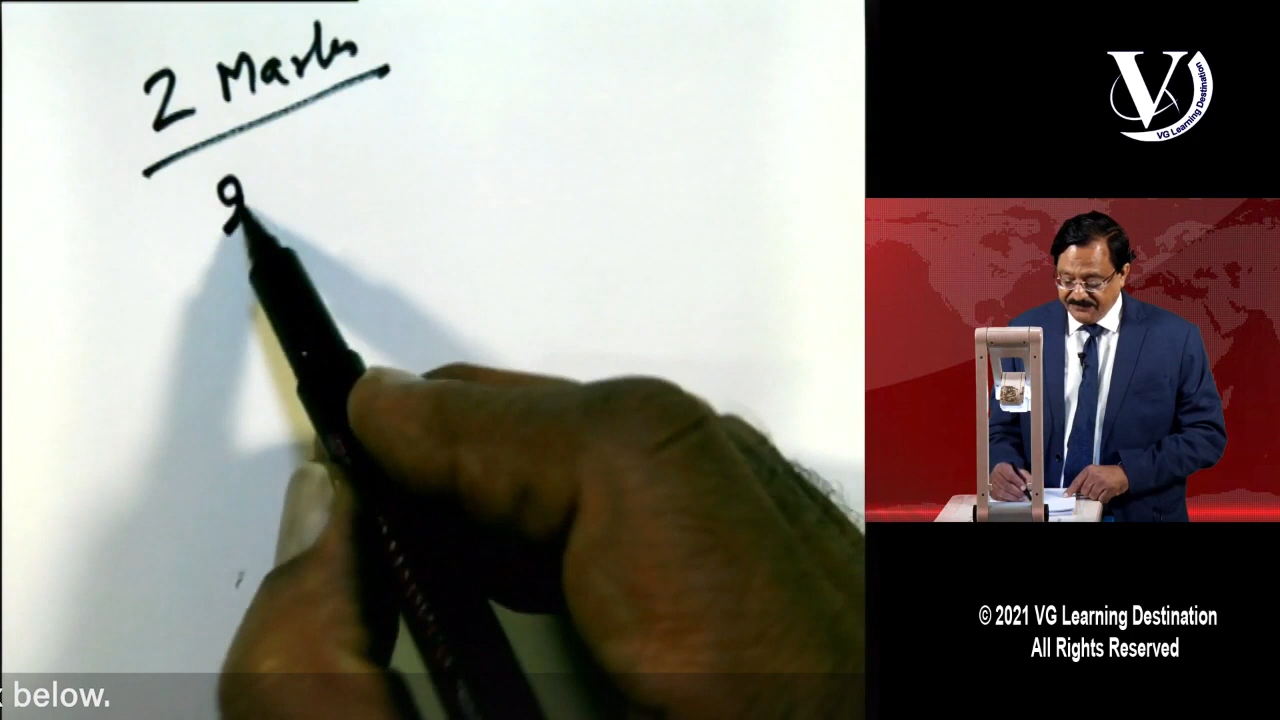 2 Marks
9
V
VG Learning Destination
© 2021 VG Learning Destination
All Rights Reserved
below.